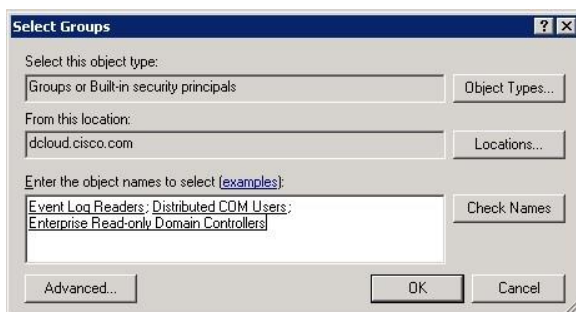 Select Groups
Select this object type:
Groups or Built-in security principals
Object Types...
From this location:
dcloud.cisco.com
Locations...
Enter the object names to select (examples):
Event Log Readers; Distributed COM Users;
Enterprise Read-only Domain Controllers
Check Names
Advanced...
OK
Cancel